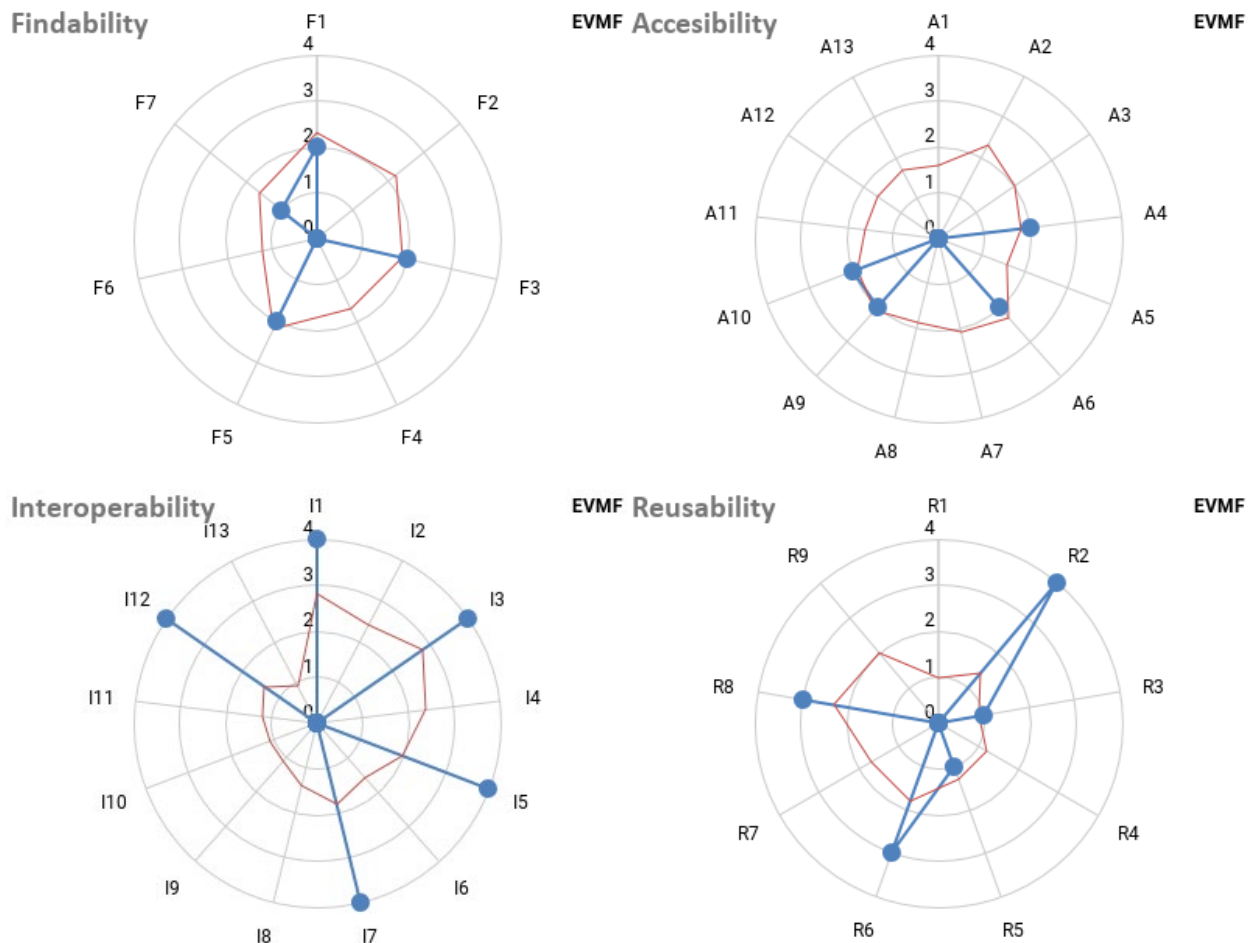 Findability
F1
EVMF
4
3
2
1
0
F2
F3
F4
F5
F6
F7
Accesibility
A1
EVMF
4
3
2
1
0
A2
A3
A4
A5
A6
A7
A8
A9
A10
A11
A12
A13
Interoperability
I1
EVMF
4
3
2
1
0
I2
I3
I4
I5
I6
I7
I8
I9
I10
I11
I12
I13
Reusability
R1
EVMF
4
3
2
1
0
R2
R3
R4
R5
R6
R7
R8
R9